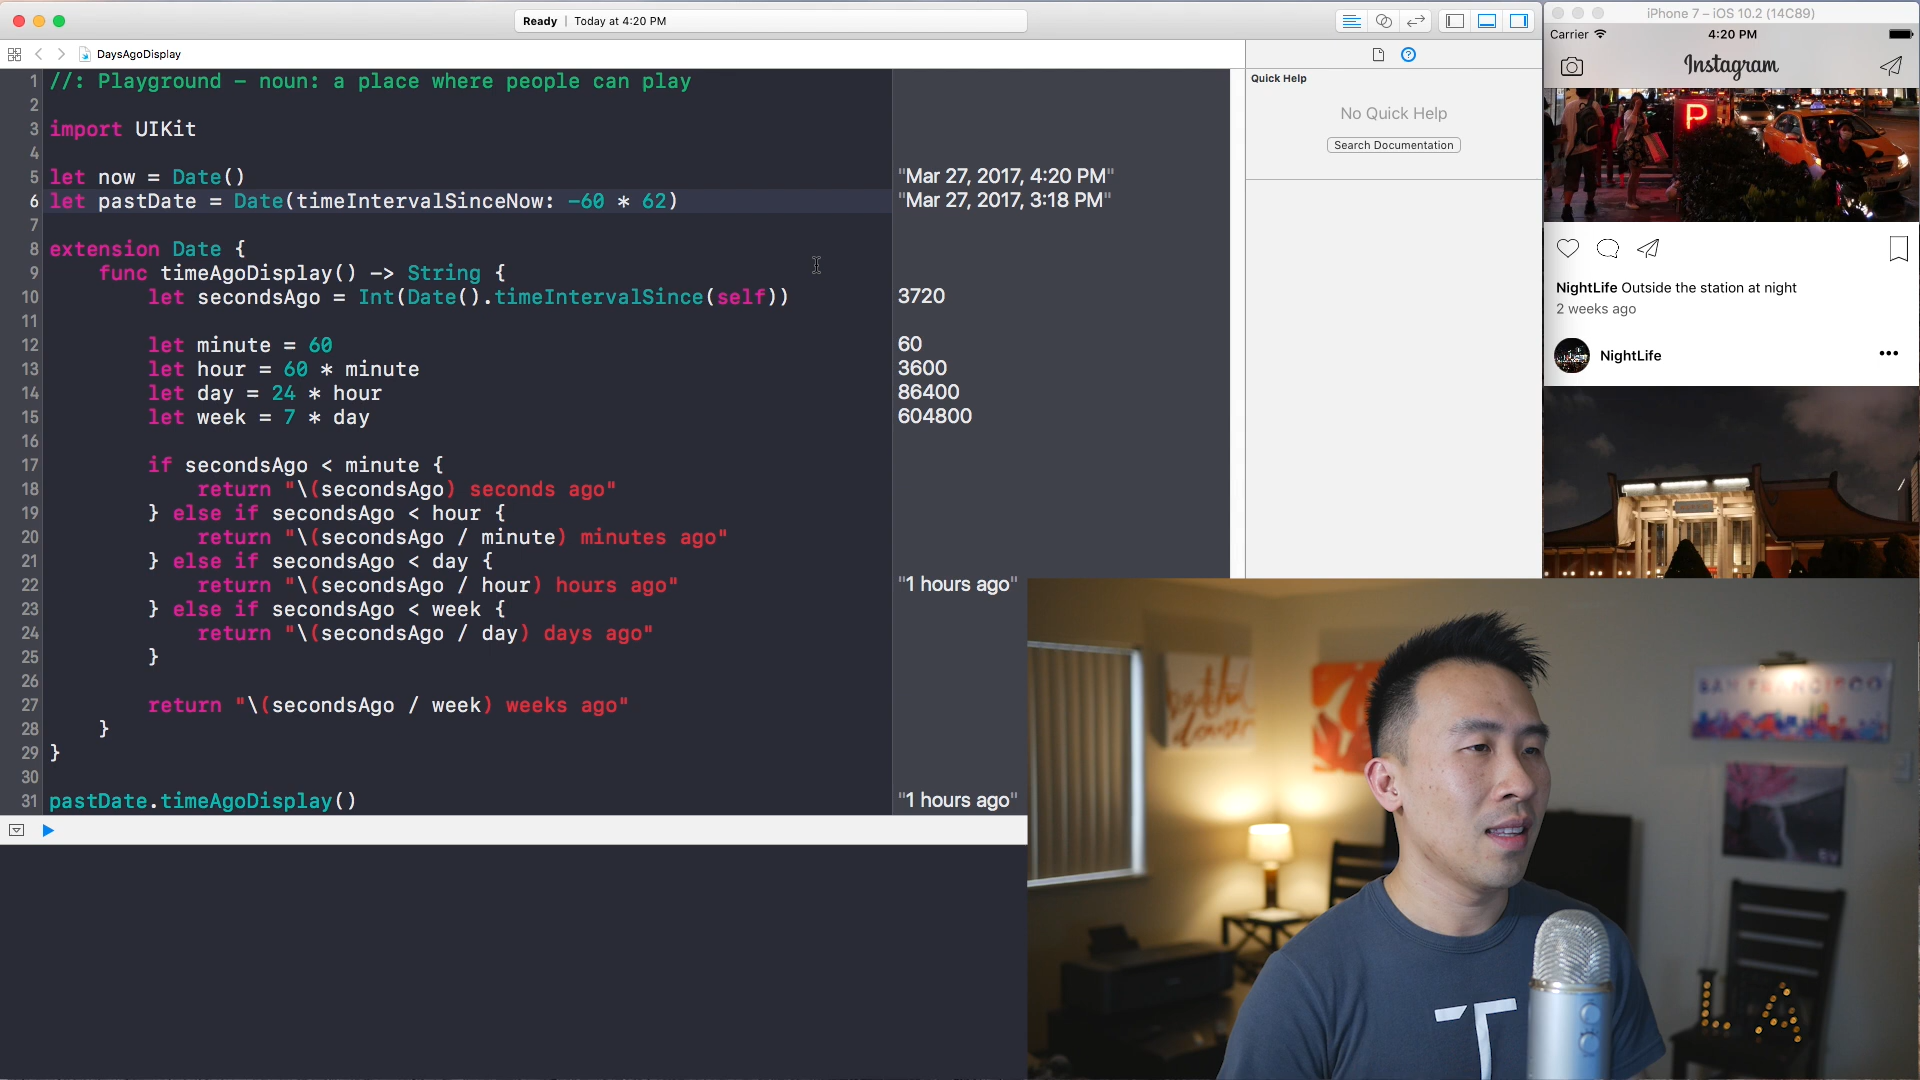 Ready | Today at 4:20 PM
DaysAgoDisplay
1 //: Playground - noun: a place where people can play
2
3 import UIKit
4
5 let now = Date()
"Mar 27, 2017, 4:20 PM"
6 let pastDate = Date(timeIntervalSinceNow: -60 * 62)
"Mar 27, 2017, 3:18 PM"
7
8 extension Date {
9 func timeAgoDisplay() -> String {
10 let secondsAgo = Int(Date().timeIntervalSince(self))
3720
11
12 let minute = 60
60
13 let hour = 60 * minute
3600
14 let day = 24 * hour
86400
15 let week = 7 * day
604800
16
17 if secondsAgo < minute {
18 return "\(secondsAgo) seconds ago"
19 } else if secondsAgo < hour {
20 return "\(secondsAgo / minute) minutes ago"
21 } else if secondsAgo < day {
22 return "\(secondsAgo / hour) hours ago"
"1 hours ago"
23 } else if secondsAgo < week {
24 return "\(secondsAgo / day) days ago"
25 }
26
27 return "\(secondsAgo / week) weeks ago"
28 }
29 }
30
31 pastDate.timeAgoDisplay()
"1 hours ago"
Quick Help
No Quick Help
Search Documentation
iPhone 7 – iOS 10.2 (14C89)
Carrier 4:20 PM
Instagram
P
NightLife Outside the station at night
2 weeks ago
NightLife
SAN FRANCISCO
T
LA